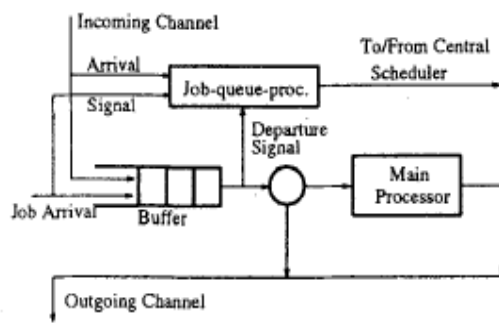 Incoming Channel
To/From Central
Scheduler
Arrival
Job-queue-proc.
Signal
Departure
Signal
Main
Processor
Job Arrival
Buffer
Outgoing Channel